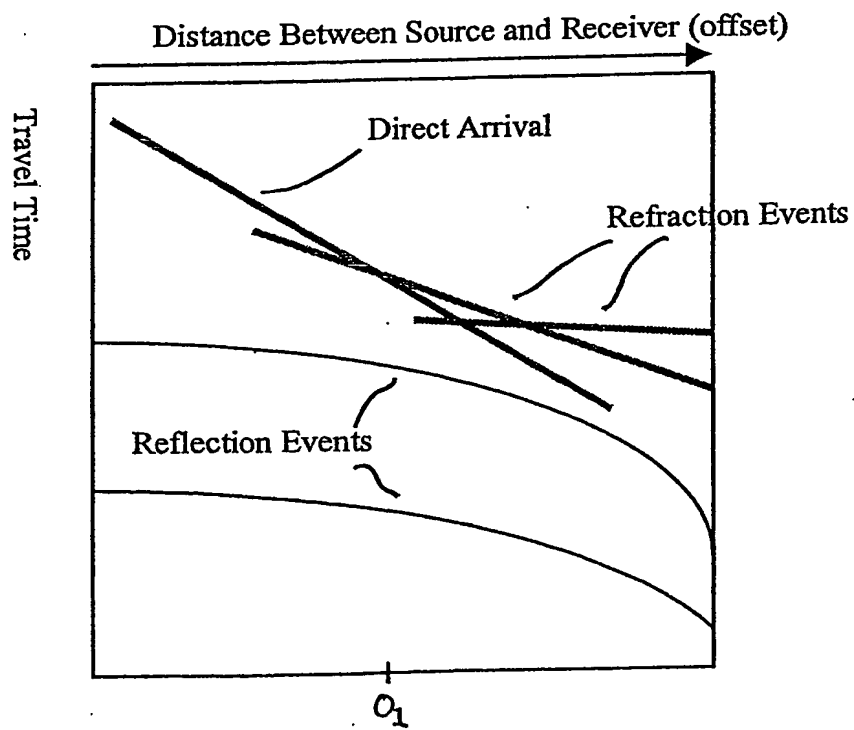 Distance Between Source and Receiver (offset)
Travel Time
Direct Arrival
Refraction Events
Reflection Events
O1